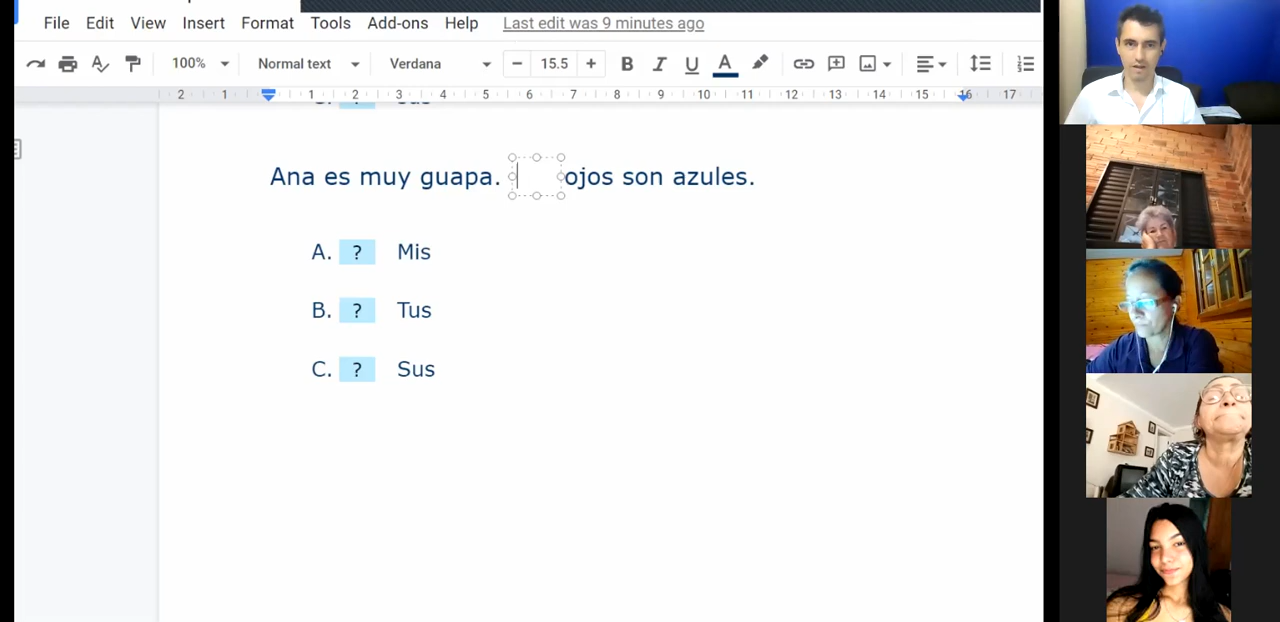 File Edit View Insert Format Tools Add-ons Help Last edit was 9 minutes ago
100% Normal text Verdana − 15.5 + B I U A
2 1 1 2 3 4 5 6 7 8 9 10 11 12 13 14 15 16 17
Ana es muy guapa. ojos son azules.
A. ? Mis
B. ? Tus
C. ? Sus